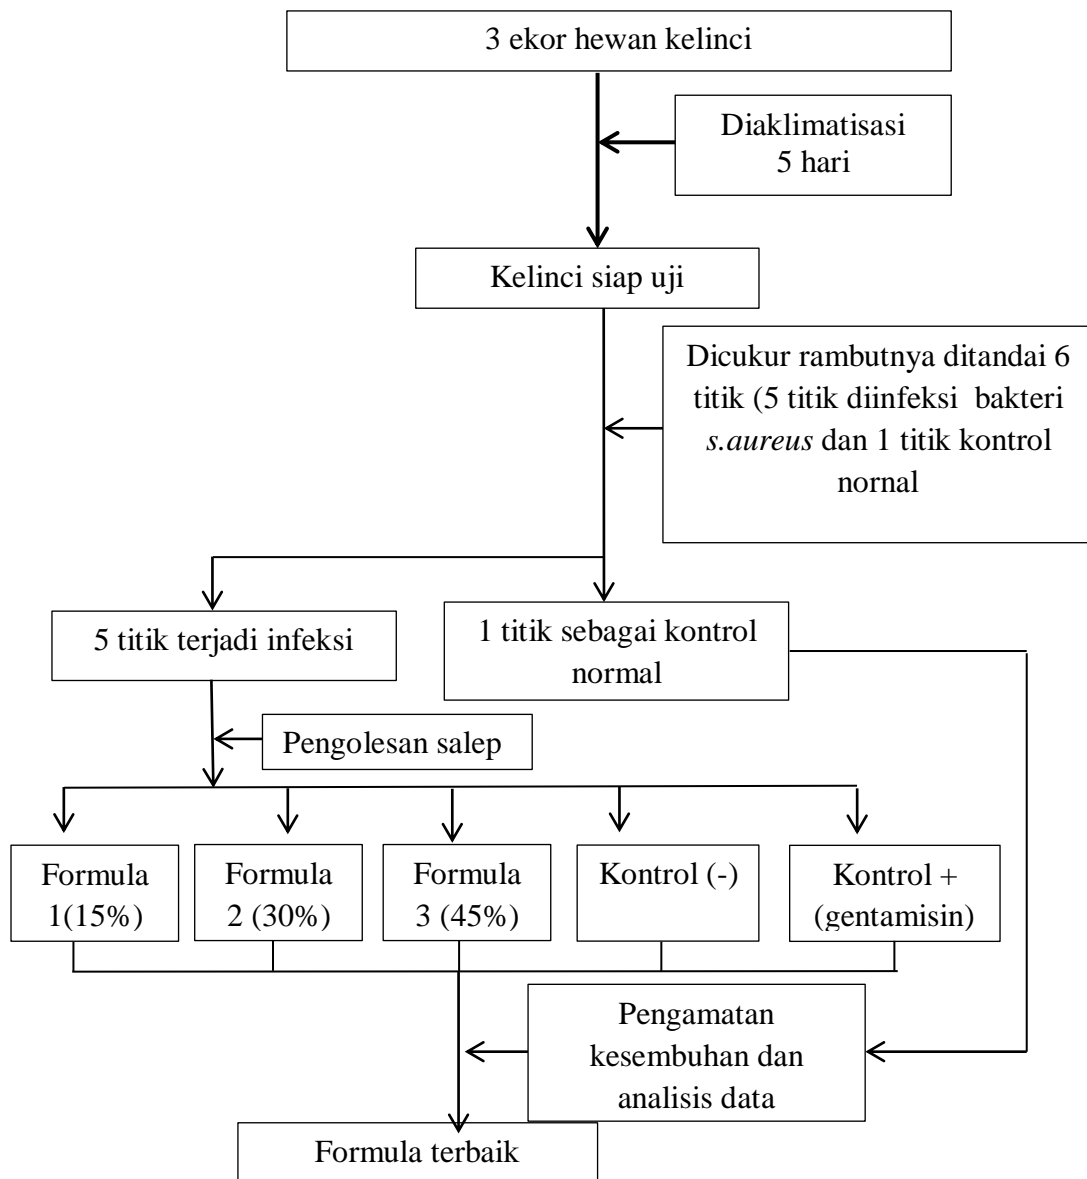 3 ekor hewan kelinci
Diaklimatisasi
5 hari
Kelinci siap uji
Dicukur rambutnya ditandai 6
titik (5 titik diinfeksi bakteri
s.aureus dan 1 titik kontrol
nornal
5 titik terjadi infeksi
1 titik sebagai kontrol
normal
Pengolesan salep
Formula
1(15%)
Formula
2 (30%)
Formula
3 (45%)
Kontrol (-)
Kontrol +
(gentamisin)
Pengamatan
kesembuhan dan
analisis data
Formula terbaik